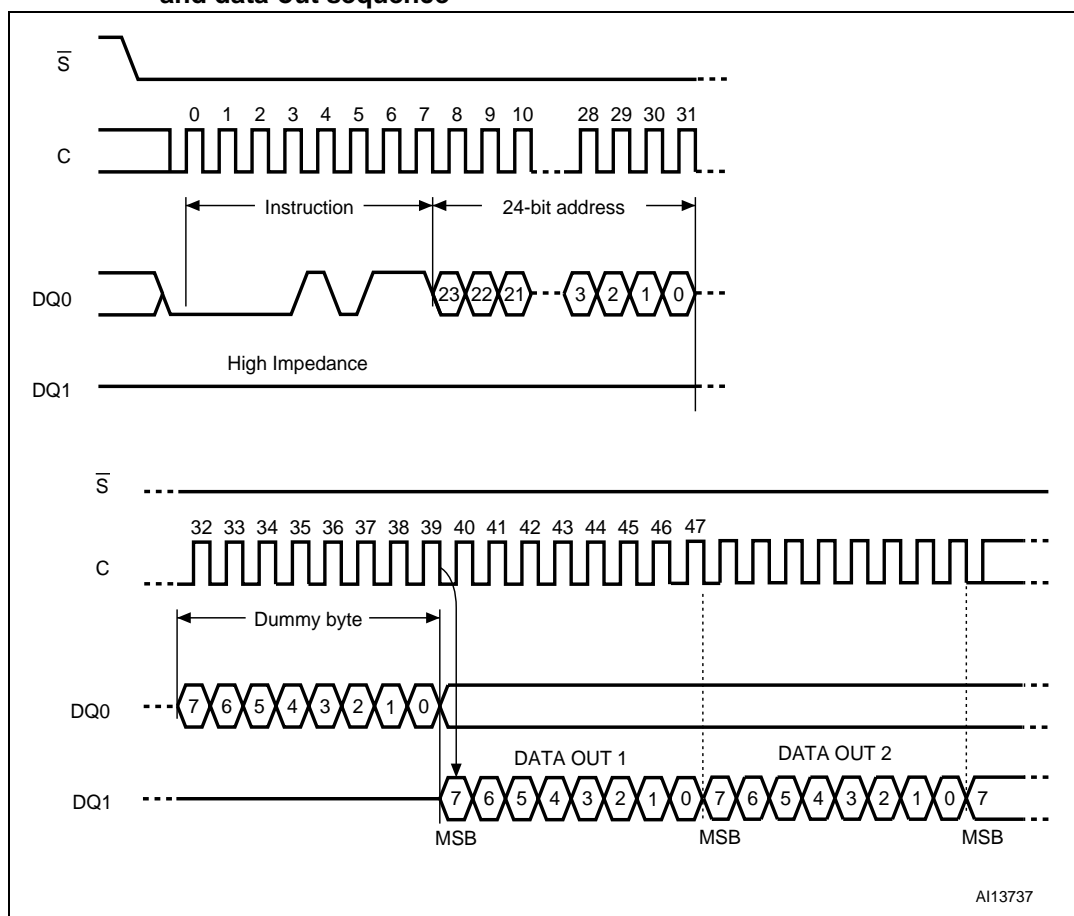 and data-out sequence
S
0 1 2 3 4 5 6 7 8 9 10 28 29 30 31
C
Instruction 24-bit address
DQ0 23 22 21 3 2 1 0
High Impedance
DQ1
S
32 33 34 35 36 37 38 39 40 41 42 43 44 45 46 47
C
Dummy byte
DQ0 7 6 5 4 3 2 1 0
DATA OUT 1 DATA OUT 2
DQ1 7 6 5 4 3 2 1 0 7 6 5 4 3 2 1 0 7
MSB MSB MSB
AI13737